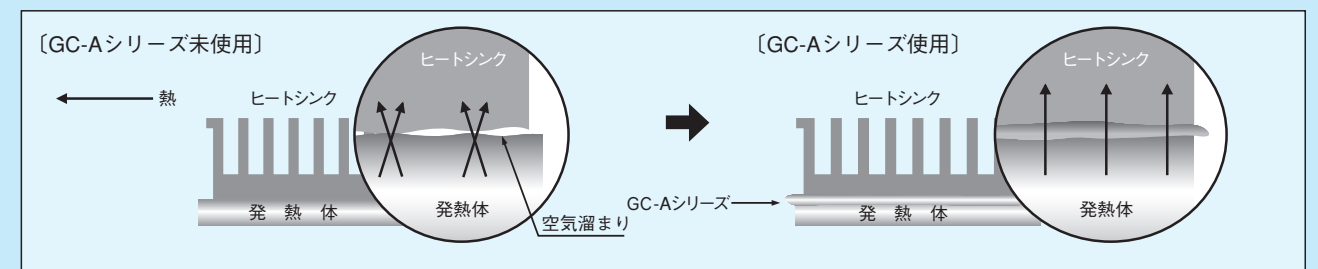 〔GC-Aシリーズ未使用〕
熱
ヒートシンク
ヒートシンク
発熱体
発熱体
空気溜まり
〔GC-Aシリーズ使用〕
ヒートシンク
ヒートシンク
GC-Aシリーズ
発熱体
発熱体